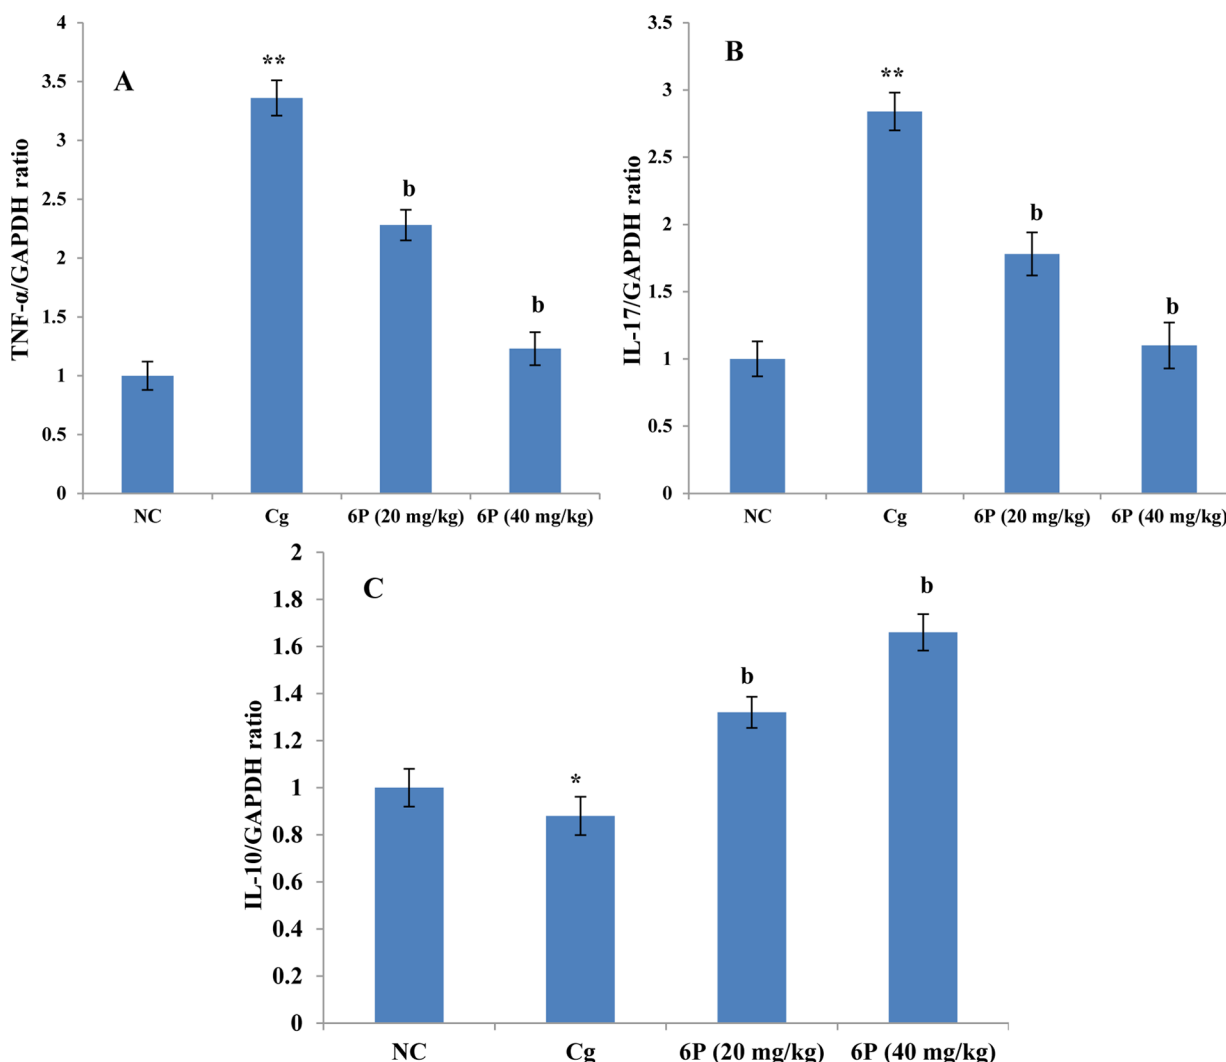 A
TNF-α/GAPDH ratio
4
3.5
3
2.5
2
1.5
1
0.5
0
**
b
b
NC Cg 6P (20 mg/kg) 6P (40 mg/kg)
B
IL-17/GAPDH ratio
3.5
3
2.5
2
1.5
1
0.5
0
**
b
b
NC Cg 6P (20 mg/kg) 6P (40 mg/kg)
C
IL-10/GAPDH ratio
2
1.8
1.6
1.4
1.2
1
0.8
0.6
0.4
0.2
0
*
b
b
NC Cg 6P (20 mg/kg) 6P (40 mg/kg)